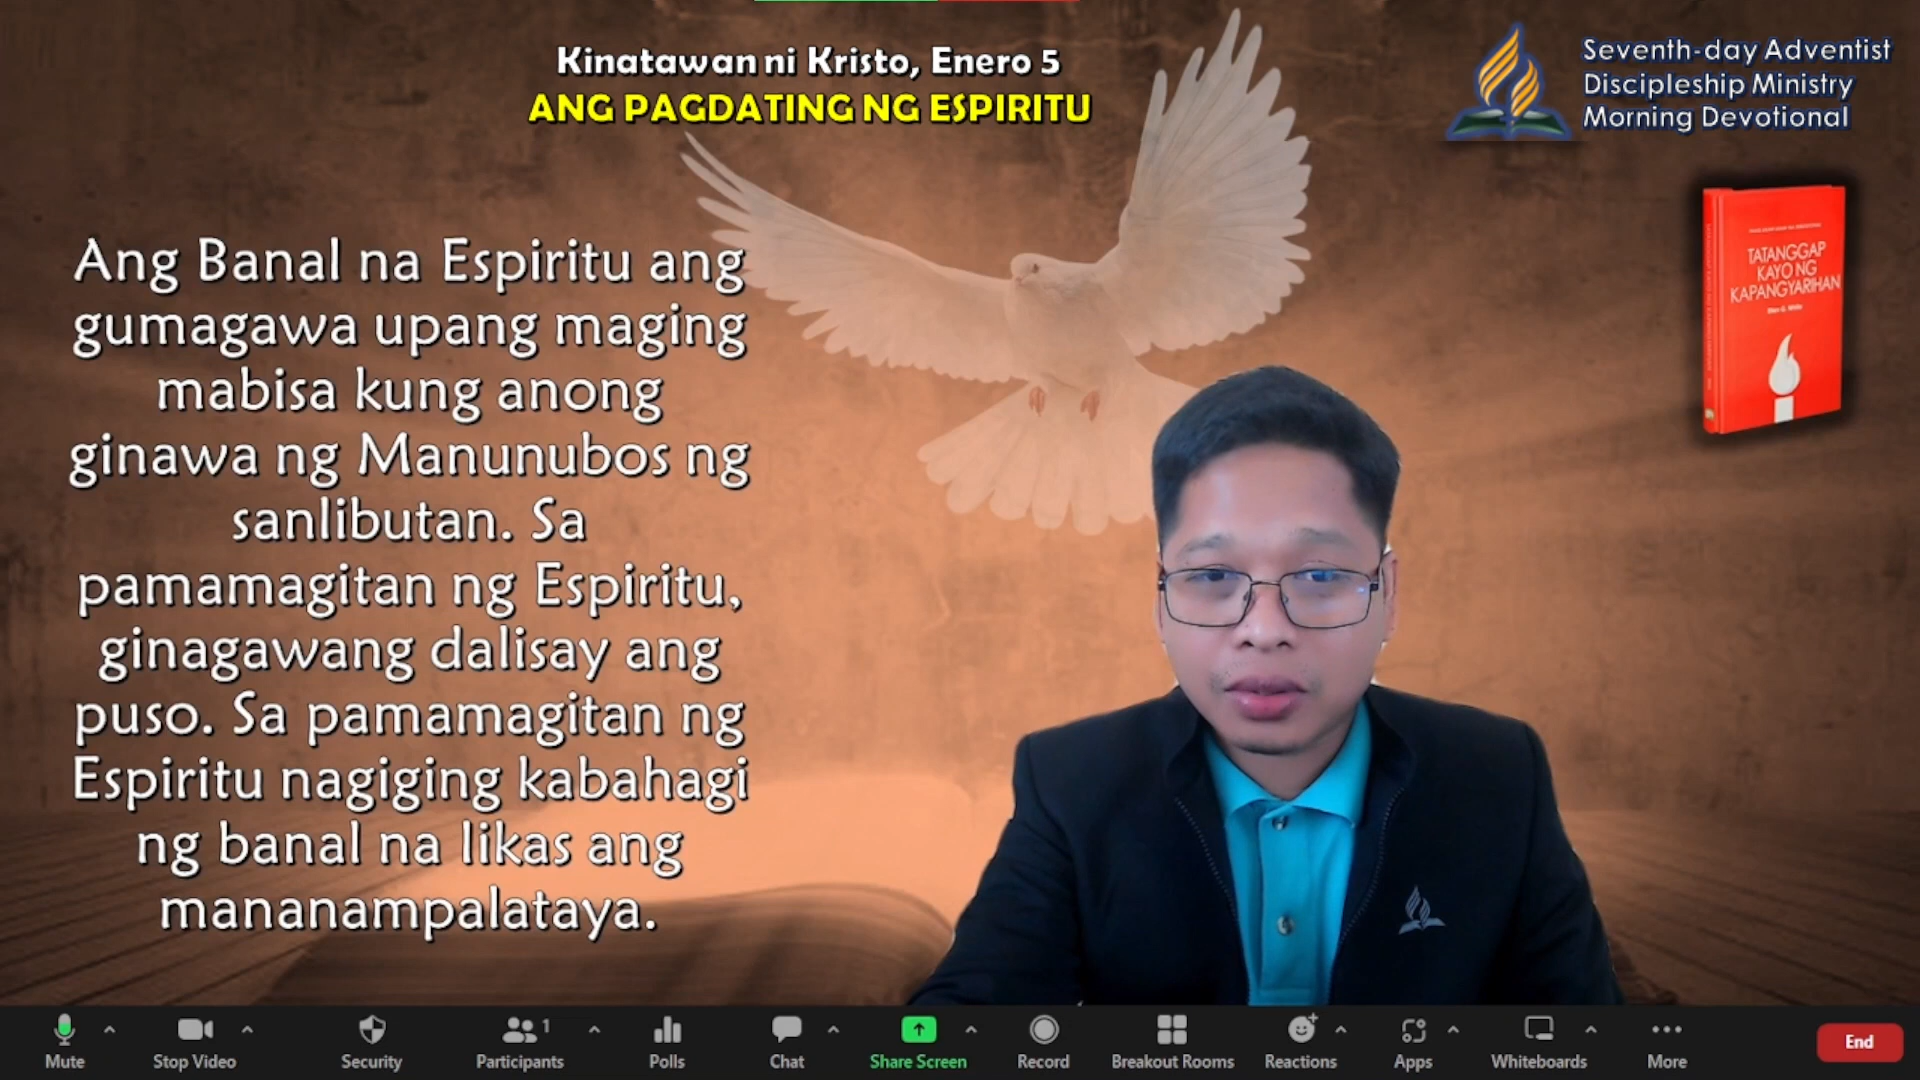 Kinatawan ni Kristo, Enero 5
ANG PAGDATING NG ESPIRITU
Seventh-day Adventist
Discipleship Ministry
Morning Devotional
TATANGGAP
KAYO NG
KAPANGYARIHAN
Ellen G. White
Ang Banal na Espiritu ang
gumagawa upang maging
mabisa kung anong
ginawa ng Manunubos ng
sanlibutan. Sa
pamamagitan ng Espiritu,
ginagawang dalisay ang
puso. Sa pamamagitan ng
Espiritu nagiging kabahagi
ng banal na likas ang
mananampalataya.
Mute
Stop Video
Security
1
Participants
Polls
Chat
Share Screen
Record
Breakout Rooms
Reactions
Apps
Whiteboards
More
End